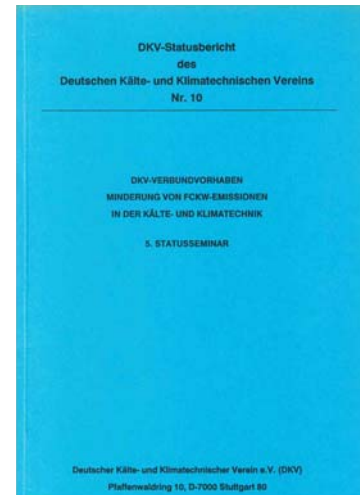 DKV-Statusbericht
des
Deutschen Kälte- und Klimatechnischen Vereins
Nr. 10
DKV-VERBUNDVORHABEN
MINDERUNG VON FCKW-EMISSIONEN
IN DER KÄLTE- UND KLIMATECHNIK
5. STATUSSEMINAR
Deutscher Kälte- und Klimatechnischer Verein e.V. (DKV)
Pfaffenwaldring 10, D-7000 Stuttgart 80